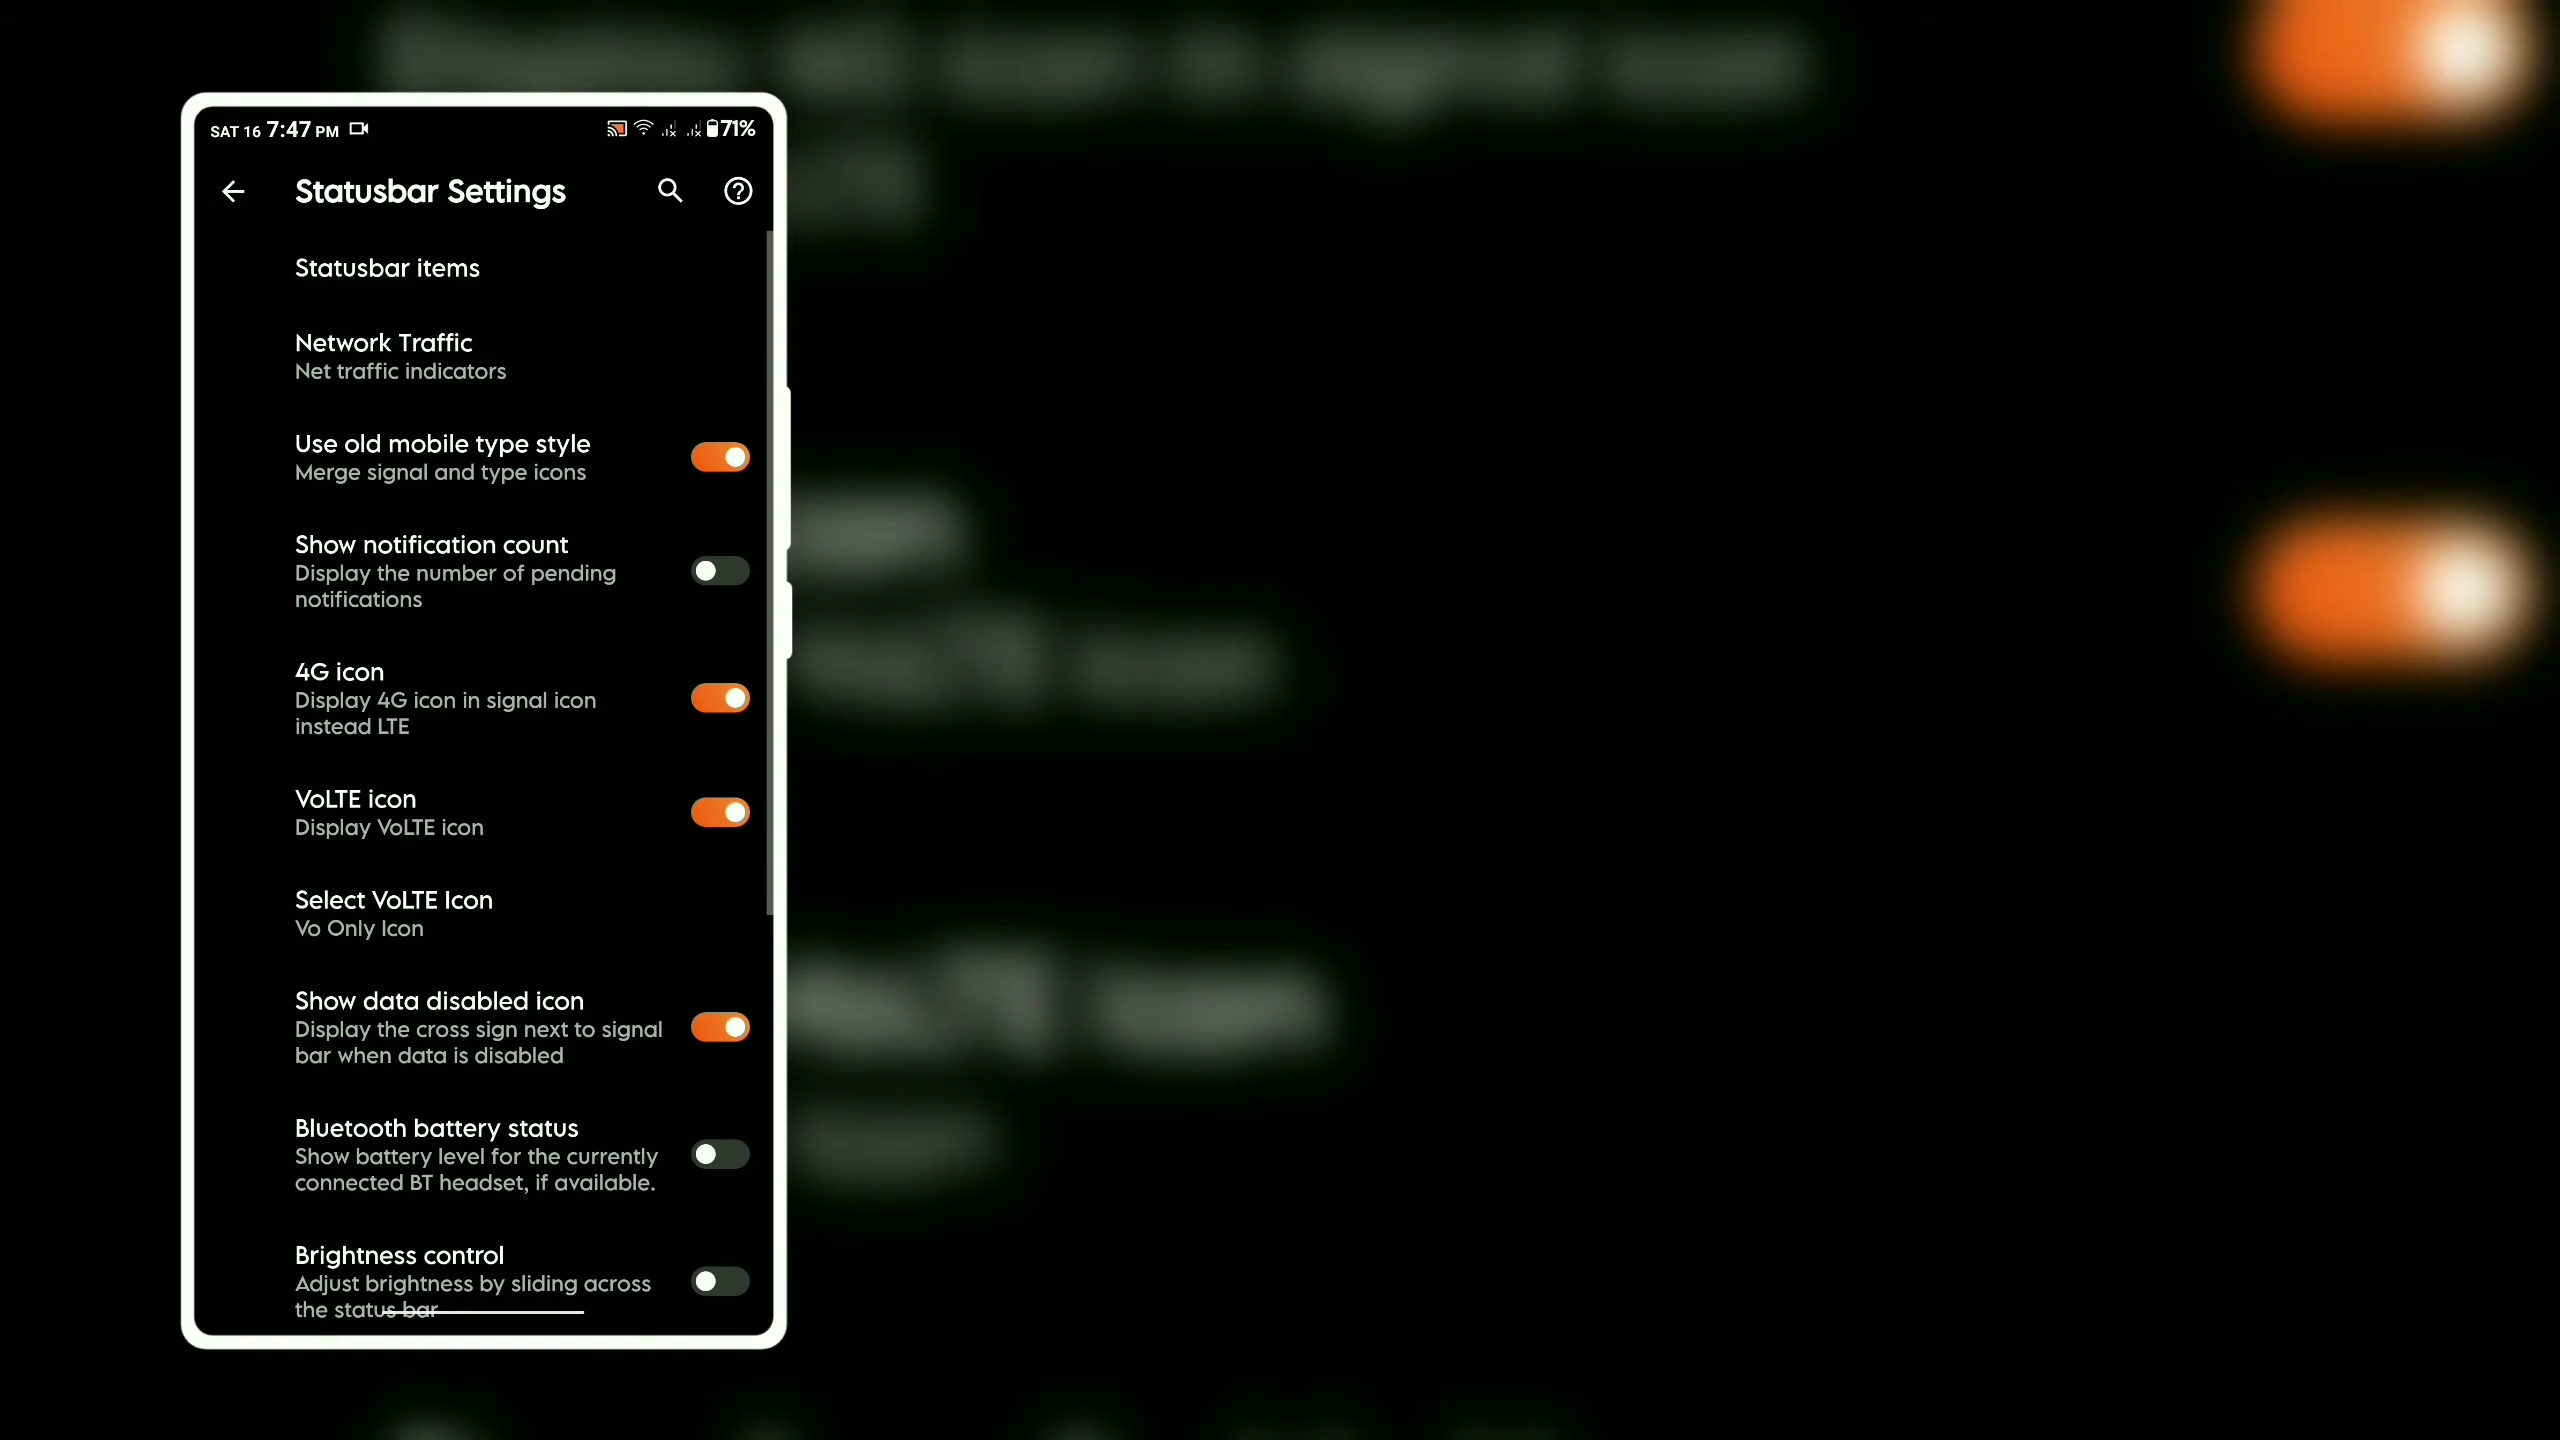 SAT 16 7:47 PM 71%
Statusbar Settings
Statusbar items
Network Traffic
Net traffic indicators
Use old mobile type style
Merge signal and type icons
Show notification count
Display the number of pending
notifications
4G icon
Display 4G icon in signal icon
instead LTE
VoLTE icon
Display VoLTE icon
Select VoLTE Icon
Vo Only Icon
Show data disabled icon
Display the cross sign next to signal
bar when data is disabled
Bluetooth battery status
Show battery level for the currently
connected BT headset, if available.
Brightness control
Adjust brightness by sliding across
the status bar